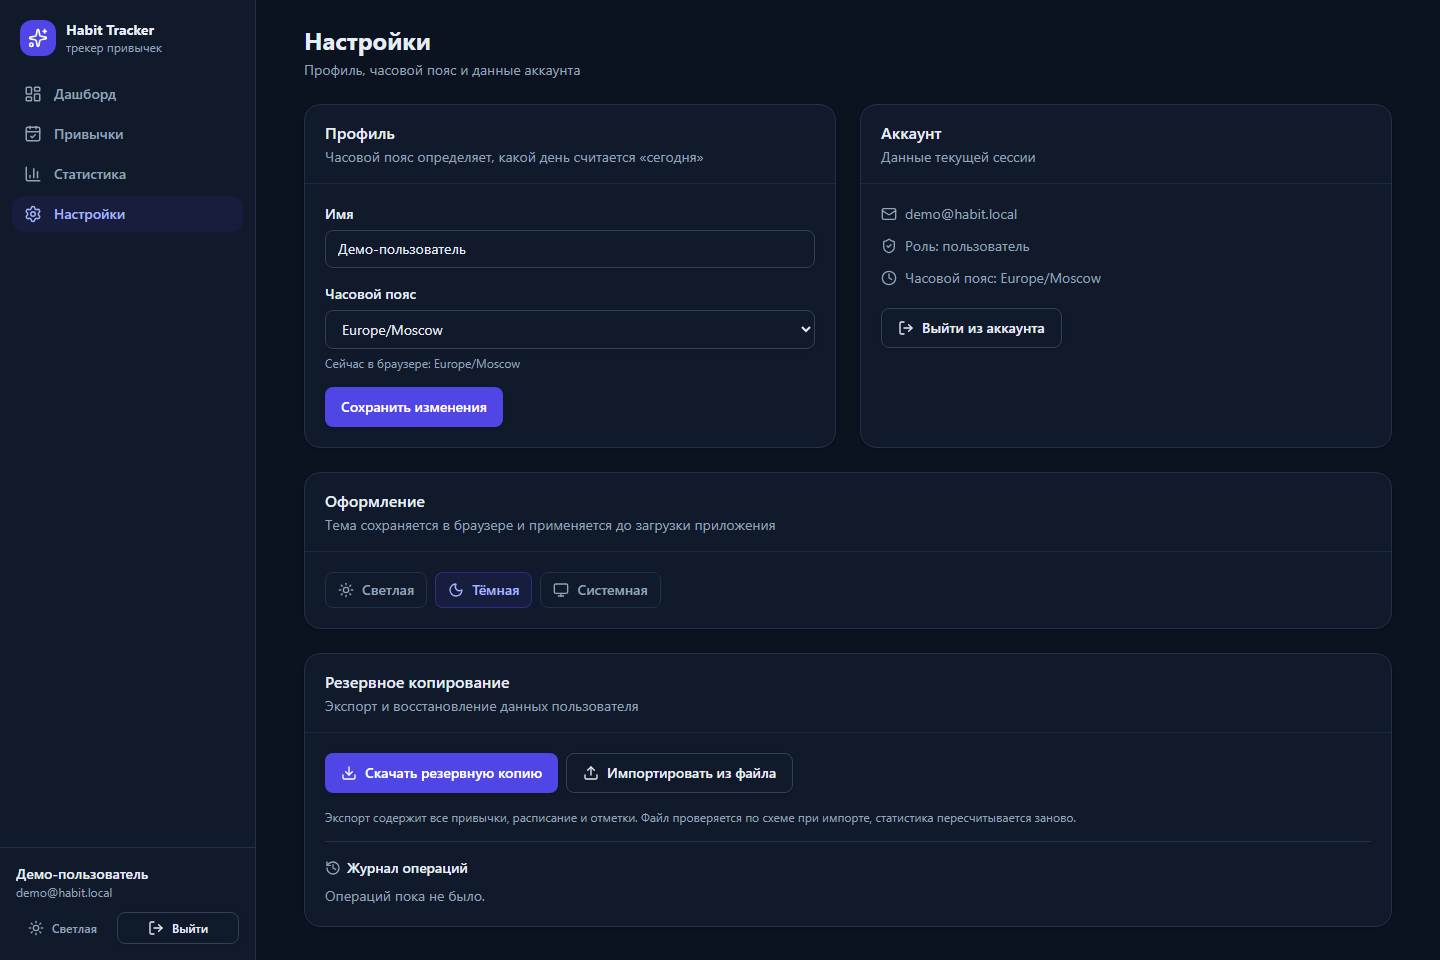 Habit Tracker
трекер привычек
Дашборд
Привычки
Статистика
Настройки
Демо-пользователь
demo@habit.local
Светлая
Выйти
Настройки
Профиль, часовой пояс и данные аккаунта
Профиль
Часовой пояс определяет, какой день считается «сегодня»
Имя
Демо-пользователь
Часовой пояс
Europe/Moscow
Сейчас в браузере: Europe/Moscow
Сохранить изменения
Аккаунт
Данные текущей сессии
demo@habit.local
Роль: пользователь
Часовой пояс: Europe/Moscow
Выйти из аккаунта
Оформление
Тема сохраняется в браузере и применяется до загрузки приложения
Светлая
Тёмная
Системная
Резервное копирование
Экспорт и восстановление данных пользователя
Скачать резервную копию
Импортировать из файла
Экспорт содержит все привычки, расписание и отметки. Файл проверяется по схеме при импорте, статистика пересчитывается заново.
Журнал операций
Операций пока не было.